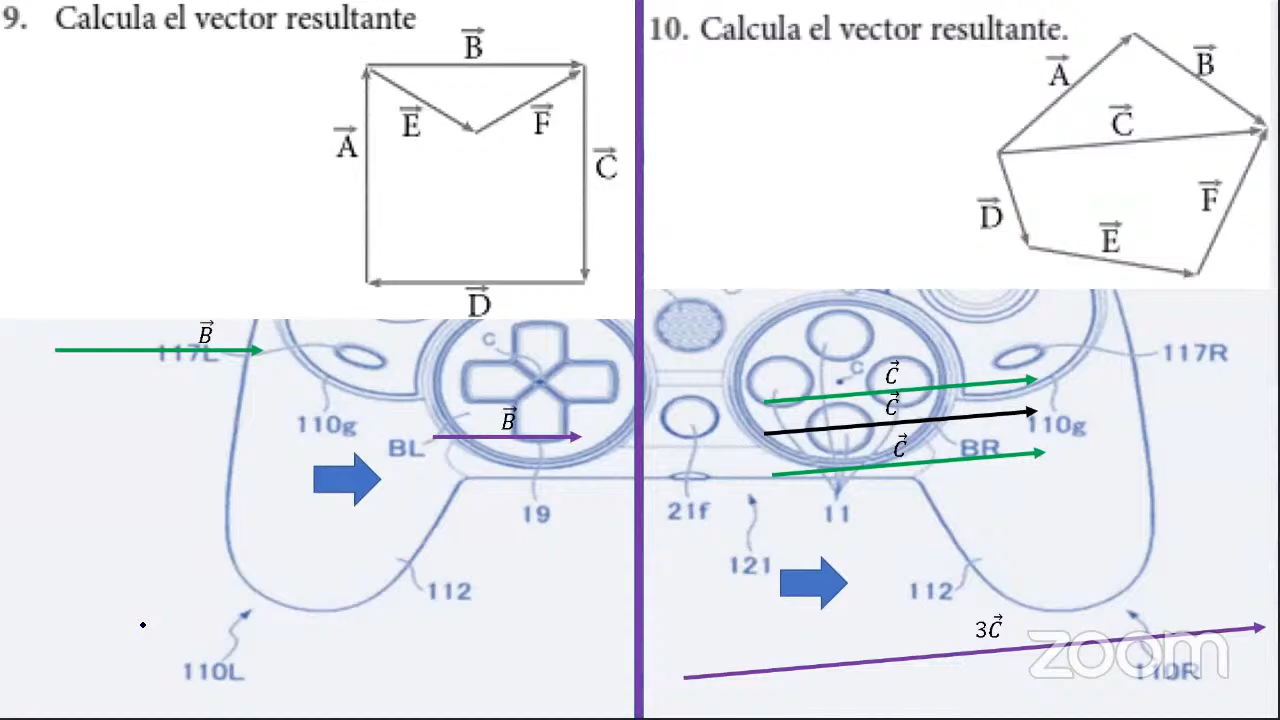 9. Calcula el vector resultante
B⃗
E⃗
F⃗
A⃗
C⃗
D⃗
B⃗
117L
C
110g
BL
B⃗
19
112
110L
10. Calcula el vector resultante.
A⃗
B⃗
C⃗
D⃗
F⃗
E⃗
117R
C
C⃗
C⃗
110g
C⃗
BR
21f
11
121
112
3C⃗
zoom
110R